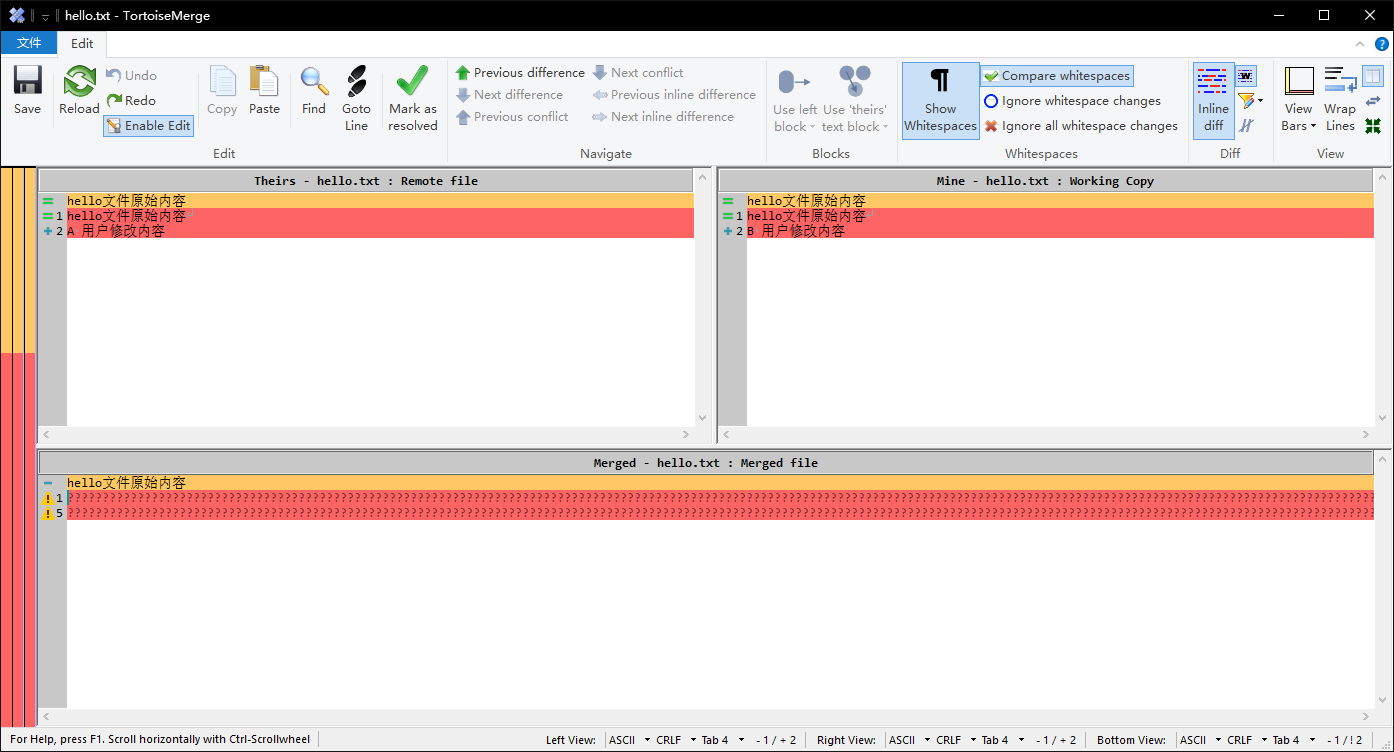 hello.txt - TortoiseMerge
文件 Edit
Save
Reload
Undo
Redo
Enable Edit
Copy
Paste
Find
Goto
Line
Mark as
resolved
Edit
Previous difference
Next difference
Previous conflict
Next conflict
Previous inline difference
Next inline difference
Navigate
Use left
block
Use 'theirs'
text block
Blocks
Show
Whitespaces
Compare whitespaces
Ignore whitespace changes
Ignore all whitespace changes
Whitespaces
Inline
diff
Diff
View
Bars
Wrap
Lines
View
Theirs - hello.txt : Remote file
hello文件原始内容
1 hello文件原始内容
2 A 用户修改内容
Mine - hello.txt : Working Copy
hello文件原始内容
1 hello文件原始内容
2 B 用户修改内容
Merged - hello.txt : Merged file
hello文件原始内容
1
5
For Help, press F1. Scroll horizontally with Ctrl-Scrollwheel
Left View: ASCII CRLF Tab 4 - 1 / + 2
Right View: ASCII CRLF Tab 4 - 1 / + 2
Bottom View: ASCII CRLF Tab 4 - 1 / ! 2